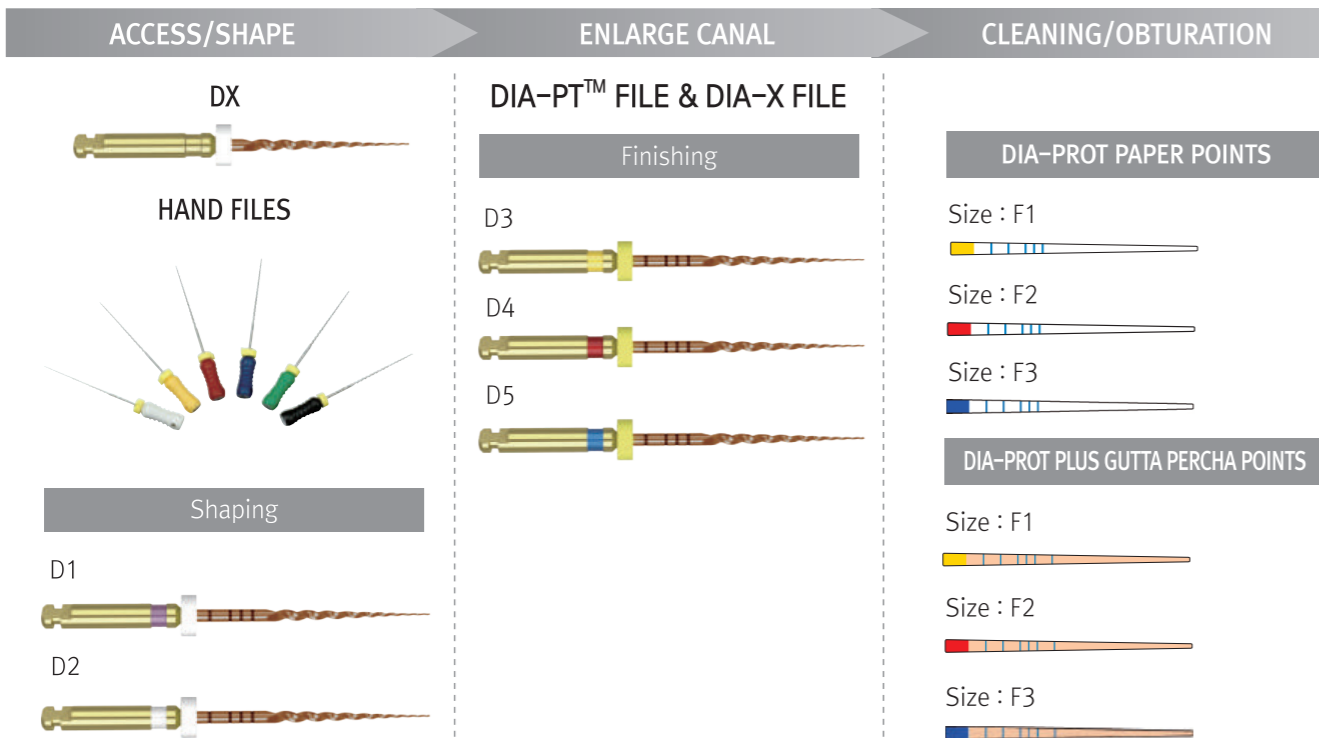 ACCESS/SHAPE
ENLARGE CANAL
CLEANING/OBTURATION
DX
HAND FILES
Shaping
D1
D2
DIA-PT™ FILE & DIA-X FILE
Finishing
D3
D4
D5
DIA-PROT PAPER POINTS
Size : F1
Size : F2
Size : F3
DIA-PROT PLUS GUTTA PERCHA POINTS
Size : F1
Size : F2
Size : F3